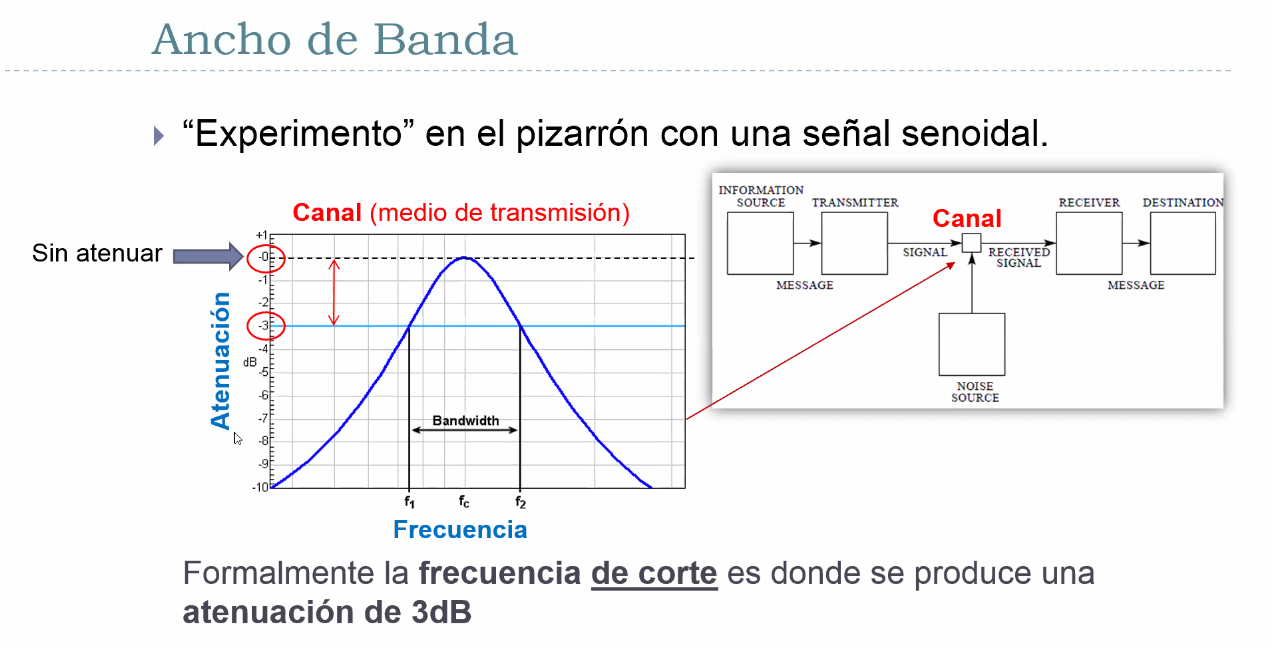 Ancho de Banda
“Experimento” en el pizarrón con una señal senoidal.
Canal (medio de transmisión)
Sin atenuar
Atenuación
+1
-0
-1
-2
-3
-4
dB
-5
-6
-7
-8
-9
-10
Bandwidth
f1
fc
f2
Frecuencia
INFORMATION
SOURCE
TRANSMITTER
Canal
RECEIVER
DESTINATION
SIGNAL
RECEIVED
SIGNAL
MESSAGE
MESSAGE
NOISE
SOURCE
Formalmente la frecuencia de corte es donde se produce una
atenuación de 3dB